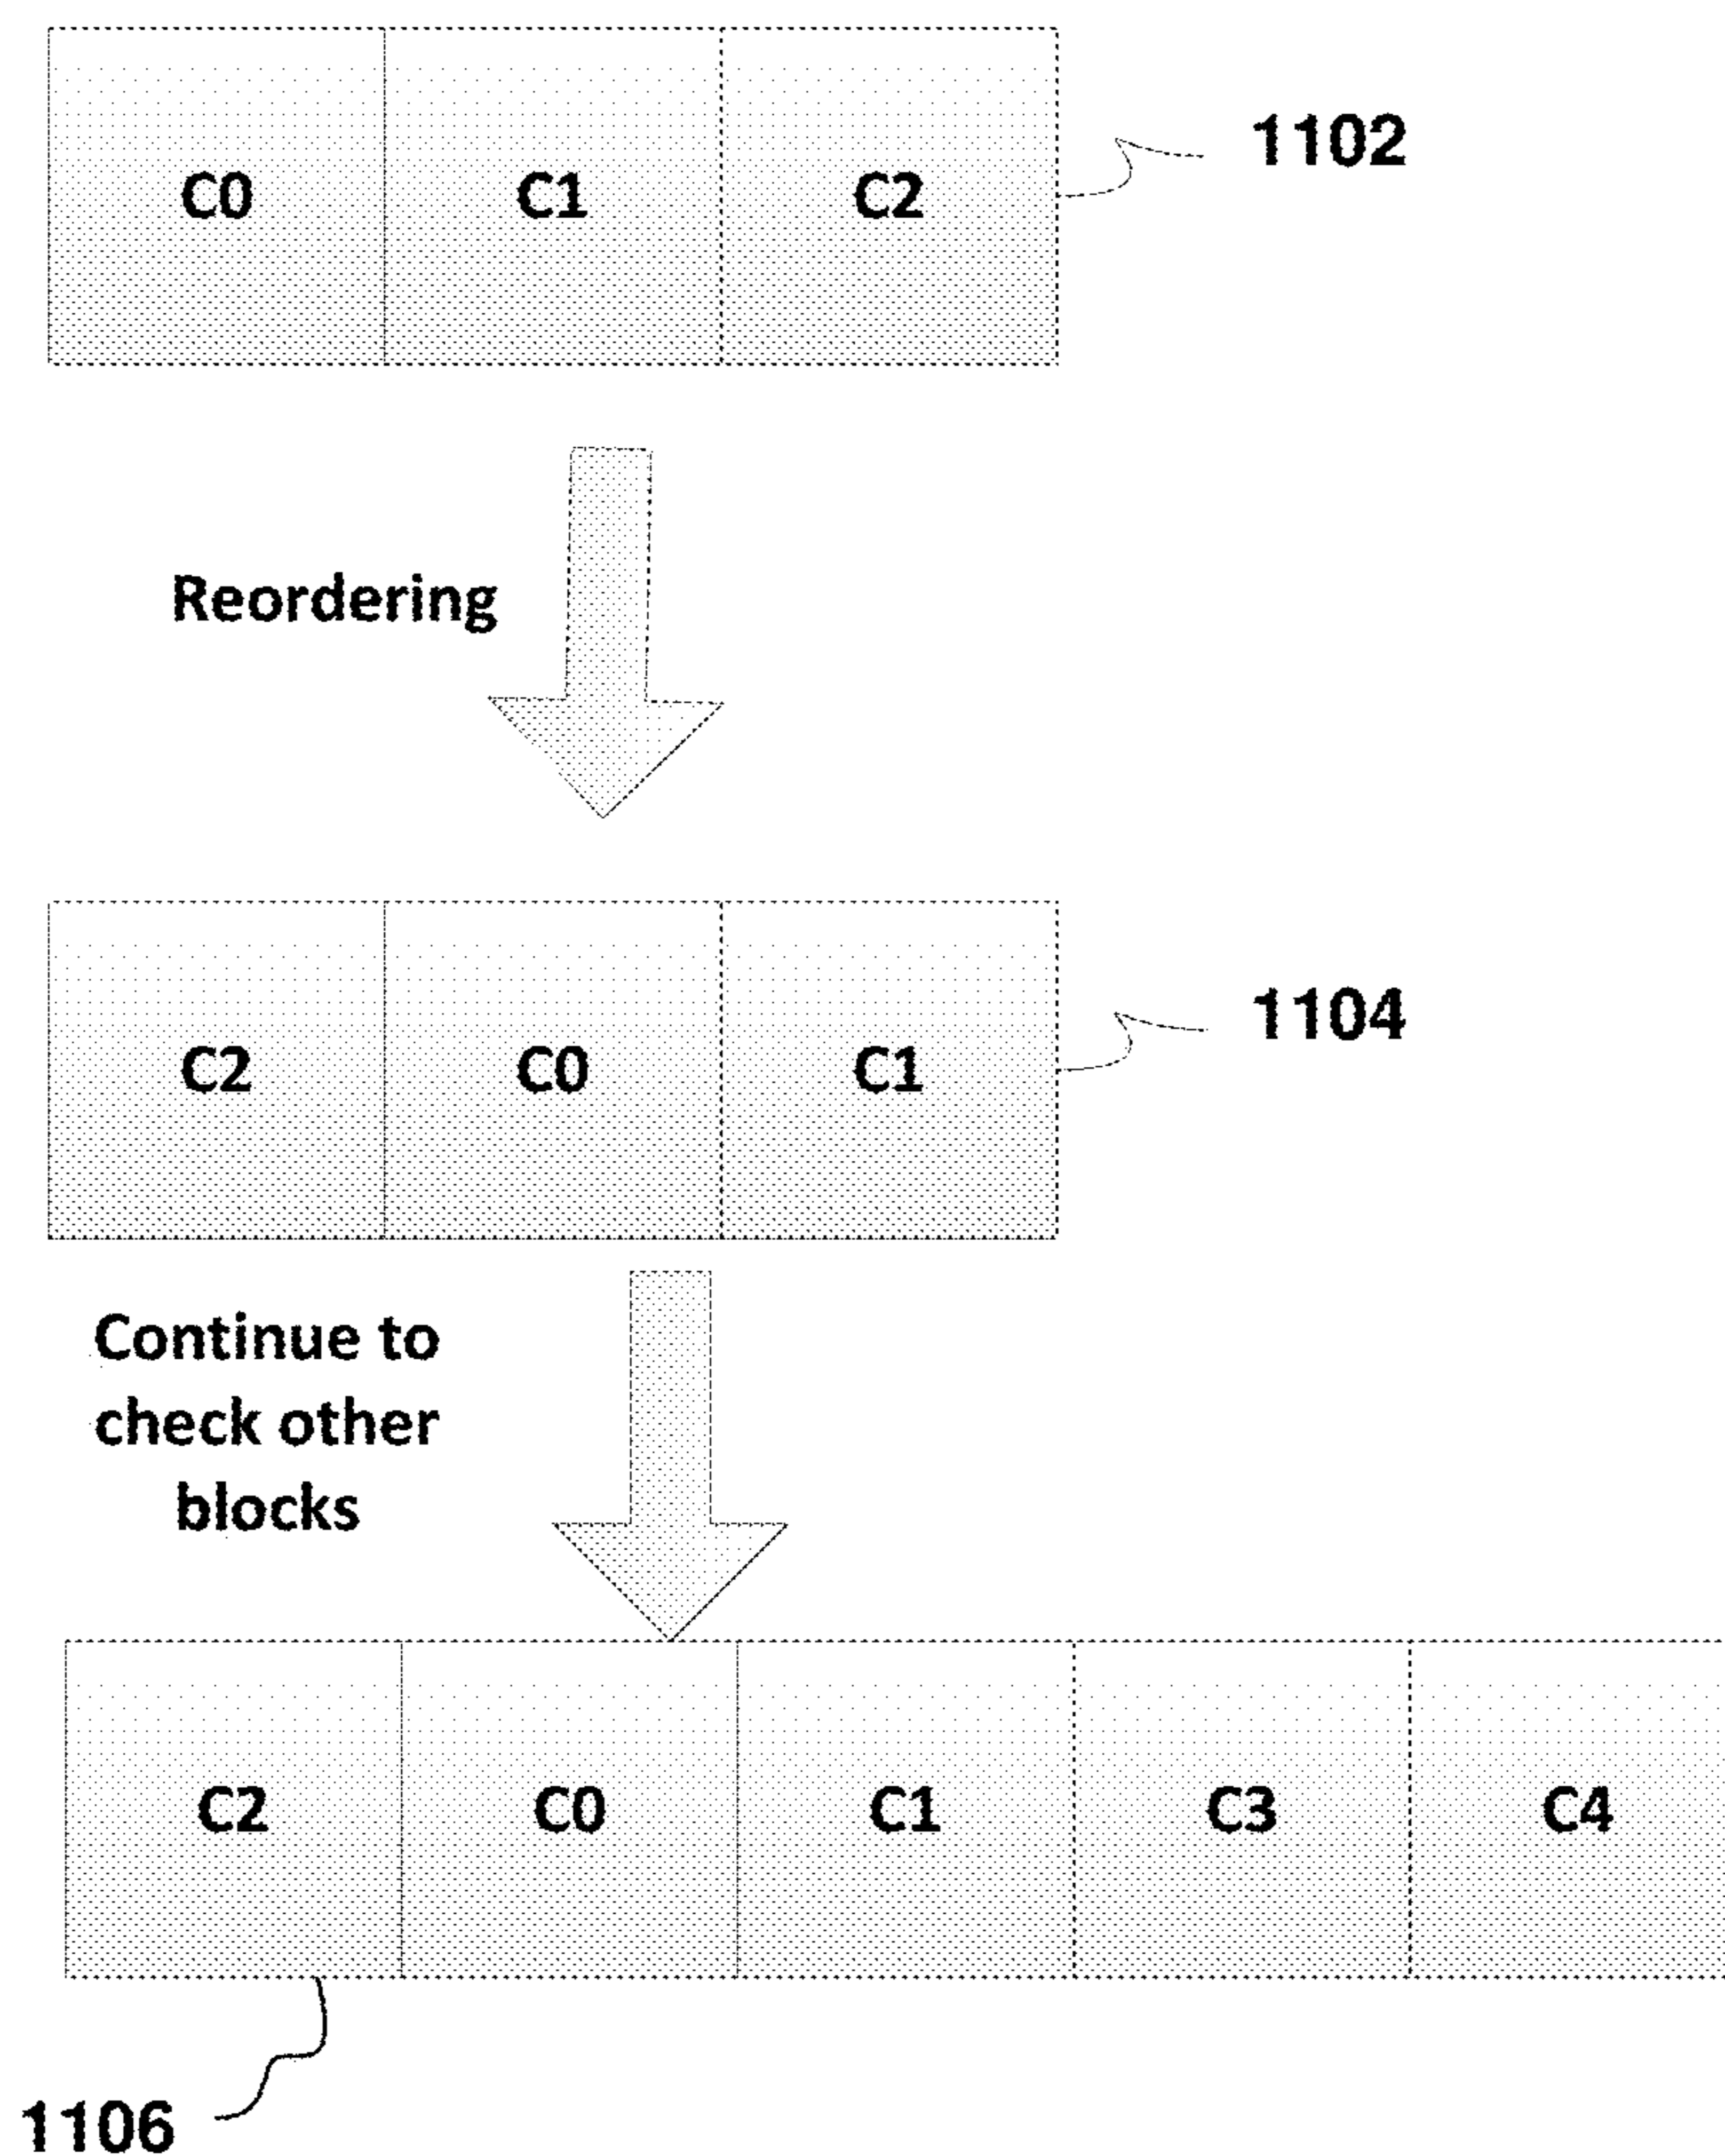 C0 C1 C2 1102
Reordering
C2 C0 C1 1104
Continue to
check other
blocks
C2 C0 C1 C3 C4
1106